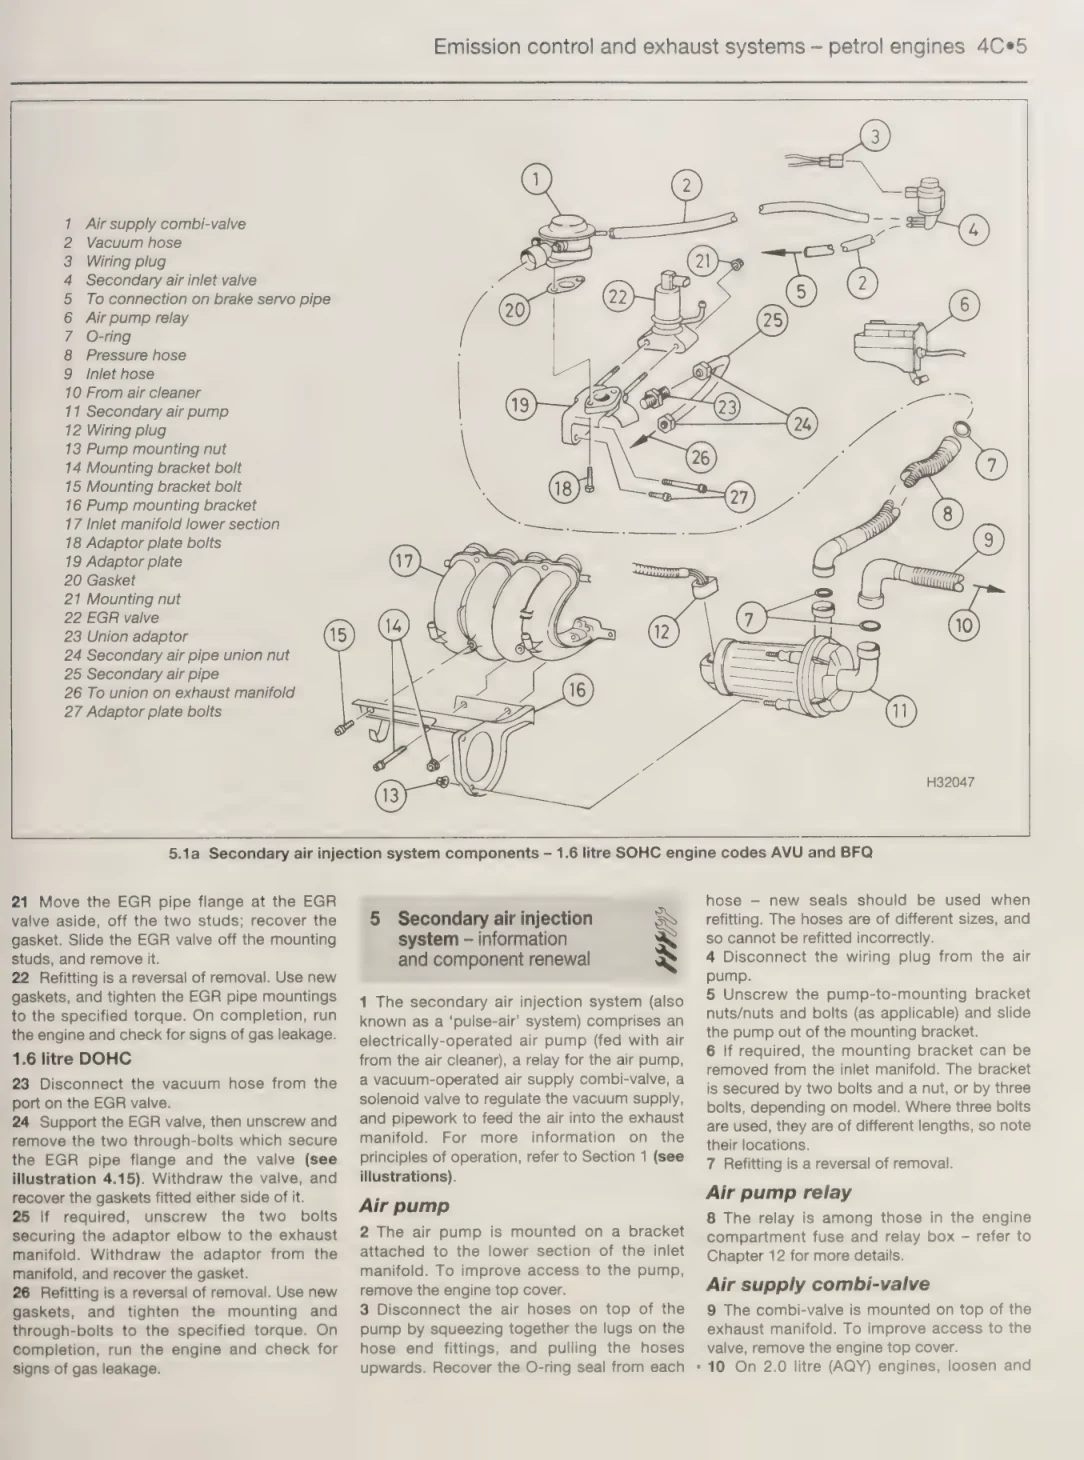 Emission control and exhaust systems – petrol engines 4C•5
1 Air supply combi-valve
2 Vacuum hose
3 Wiring plug
4 Secondary air inlet valve
5 To connection on brake servo pipe
6 Air pump relay
7 O-ring
8 Pressure hose
9 Inlet hose
10 From air cleaner
11 Secondary air pump
12 Wiring plug
13 Pump mounting nut
14 Mounting bracket bolt
15 Mounting bracket bolt
16 Pump mounting bracket
17 Inlet manifold lower section
18 Adaptor plate bolts
19 Adaptor plate
20 Gasket
21 Mounting nut
22 EGR valve
23 Union adaptor
24 Secondary air pipe union nut
25 Secondary air pipe
26 To union on exhaust manifold
27 Adaptor plate bolts
1
2
3
4
21
5
2
20
22
25
6
19
23
24
26
7
18
27
8
9
17
12
7
10
15
14
16
11
13
H32047
5.1a Secondary air injection system components – 1.6 litre SOHC engine codes AVU and BFQ
21 Move the EGR pipe flange at the EGR
valve aside, off the two studs; recover the
gasket. Slide the EGR valve off the mounting
studs, and remove it.
22 Refitting is a reversal of removal. Use new
gaskets, and tighten the EGR pipe mountings
to the specified torque. On completion, run
the engine and check for signs of gas leakage.
1.6 litre DOHC
23 Disconnect the vacuum hose from the
port on the EGR valve.
24 Support the EGR valve, then unscrew and
remove the two through-bolts which secure
the EGR pipe flange and the valve (see
illustration 4.15). Withdraw the valve, and
recover the gaskets fitted either side of it.
25 If required, unscrew the two bolts
securing the adaptor elbow to the exhaust
manifold. Withdraw the adaptor from the
manifold, and recover the gasket.
26 Refitting is a reversal of removal. Use new
gaskets, and tighten the mounting and
through-bolts to the specified torque. On
completion, run the engine and check for
signs of gas leakage.
5 Secondary air injection
system – information
and component renewal
1 The secondary air injection system (also
known as a ‘pulse-air’ system) comprises an
electrically-operated air pump (fed with air
from the air cleaner), a relay for the air pump,
a vacuum-operated air supply combi-valve, a
solenoid valve to regulate the vacuum supply,
and pipework to feed the air into the exhaust
manifold. For more information on the
principles of operation, refer to Section 1 (see
illustrations).
Air pump
2 The air pump is mounted on a bracket
attached to the lower section of the inlet
manifold. To improve access to the pump,
remove the engine top cover.
3 Disconnect the air hoses on top of the
pump by squeezing together the lugs on the
hose end fittings, and pulling the hoses
upwards. Recover the O-ring seal from each
hose – new seals should be used when
refitting. The hoses are of different sizes, and
so cannot be refitted incorrectly.
4 Disconnect the wiring plug from the air
pump.
5 Unscrew the pump-to-mounting bracket
nuts/nuts and bolts (as applicable) and slide
the pump out of the mounting bracket.
6 If required, the mounting bracket can be
removed from the inlet manifold. The bracket
is secured by two bolts and a nut, or by three
bolts, depending on model. Where three bolts
are used, they are of different lengths, so note
their locations.
7 Refitting is a reversal of removal.
Air pump relay
8 The relay is among those in the engine
compartment fuse and relay box – refer to
Chapter 12 for more details.
Air supply combi-valve
9 The combi-valve is mounted on top of the
exhaust manifold. To improve access to the
valve, remove the engine top cover.
10 On 2.0 litre (AQY) engines, loosen and